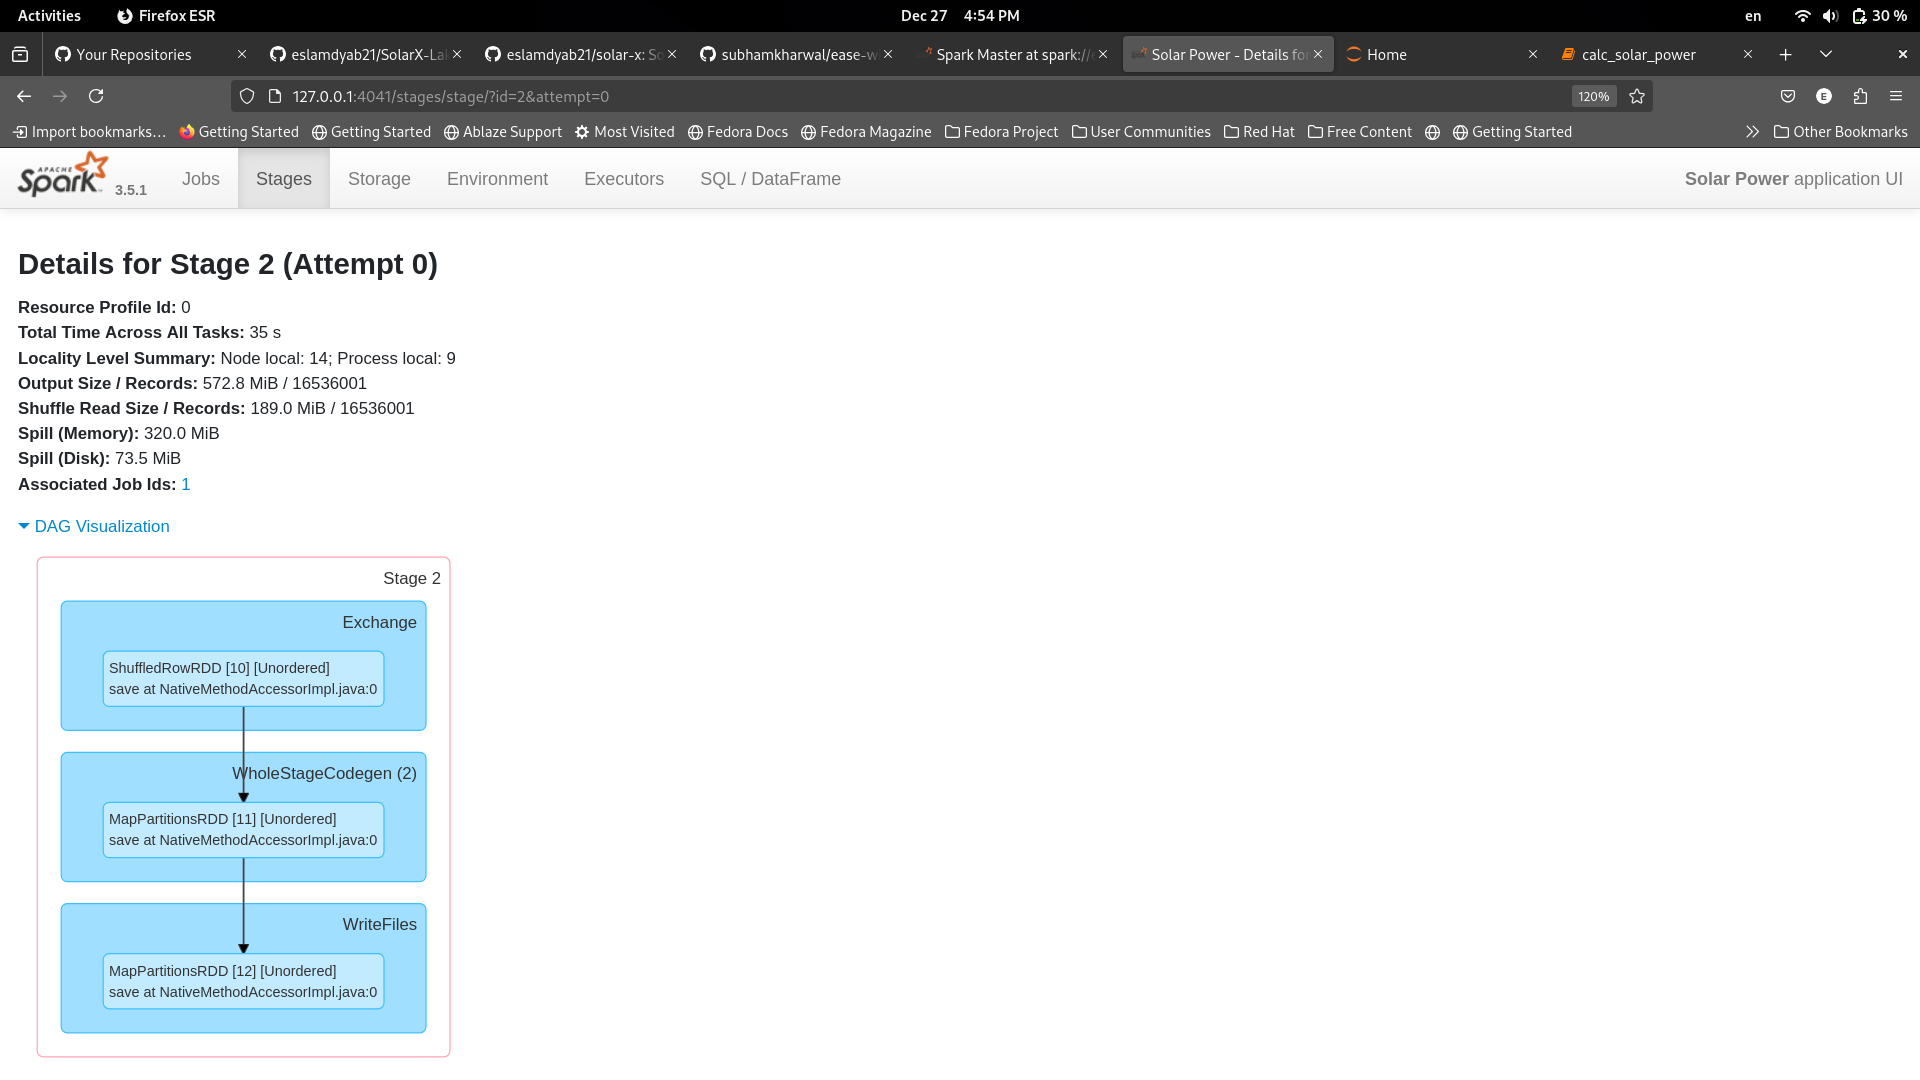 Activities Firefox ESR Dec 27 4:54 PM en 30 %
Your Repositories eslamdyab21/SolarX-La eslamdyab21/solar-x: So subhamkharwal/ease-w Spark Master at spark:// Solar Power - Details fo Home calc_solar_power
127.0.0.1:4041/stages/stage/?id=2&attempt=0 120% E
Import bookmarks... Getting Started Getting Started Ablaze Support Most Visited Fedora Docs Fedora Magazine Fedora Project User Communities Red Hat Free Content Getting Started Other Bookmarks
APACHE Spark 3.5.1 Jobs Stages Storage Environment Executors SQL / DataFrame Solar Power application UI
Details for Stage 2 (Attempt 0)
Resource Profile Id: 0
Total Time Across All Tasks: 35 s
Locality Level Summary: Node local: 14; Process local: 9
Output Size / Records: 572.8 MiB / 16536001
Shuffle Read Size / Records: 189.0 MiB / 16536001
Spill (Memory): 320.0 MiB
Spill (Disk): 73.5 MiB
Associated Job Ids: 1
DAG Visualization
Stage 2
Exchange
ShuffledRowRDD [10] [Unordered]
save at NativeMethodAccessorImpl.java:0
WholeStageCodegen (2)
MapPartitionsRDD [11] [Unordered]
save at NativeMethodAccessorImpl.java:0
WriteFiles
MapPartitionsRDD [12] [Unordered]
save at NativeMethodAccessorImpl.java:0